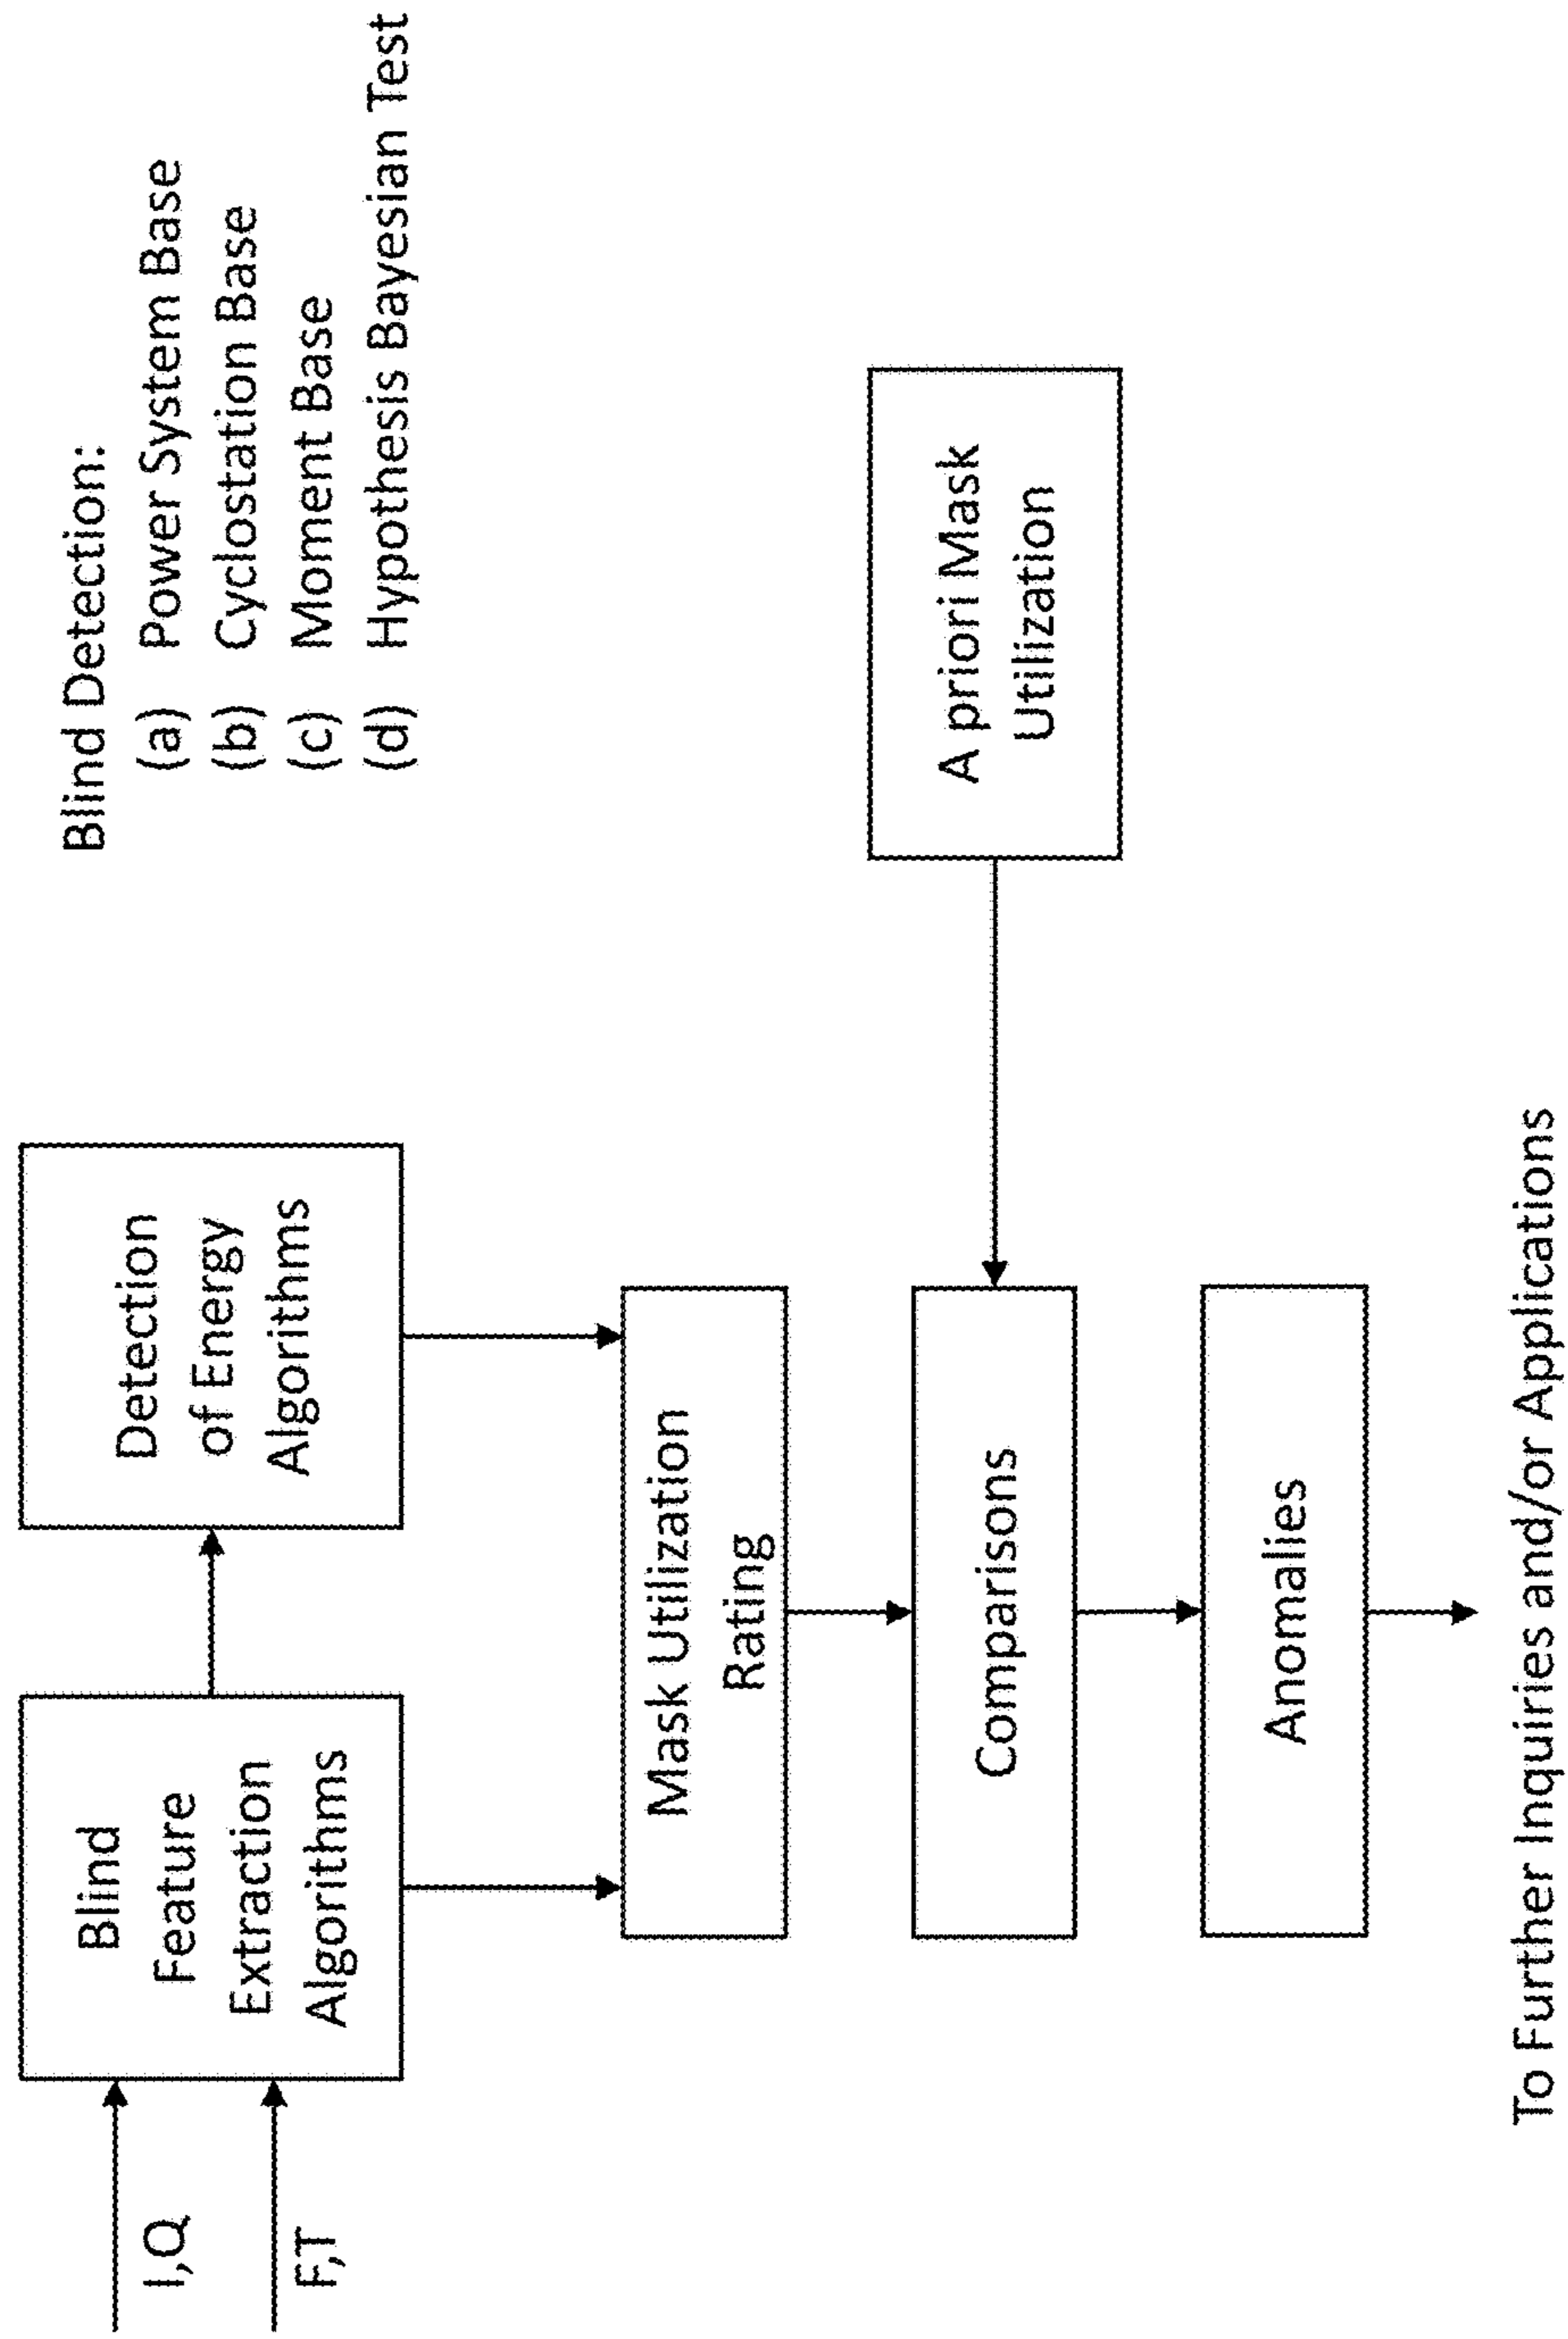 I,Q
F,T
Blind
Feature
Extraction
Algorithms
Detection
of Energy
Algorithms
Blind Detection:
(a) Power System Base
(b) Cyclostation Base
(c) Moment Base
(d) Hypothesis Bayesian Test
Mask Utilization
Rating
Comparisons
A priori Mask
Utilization
Anomalies
To Further Inquiries and/or Applications